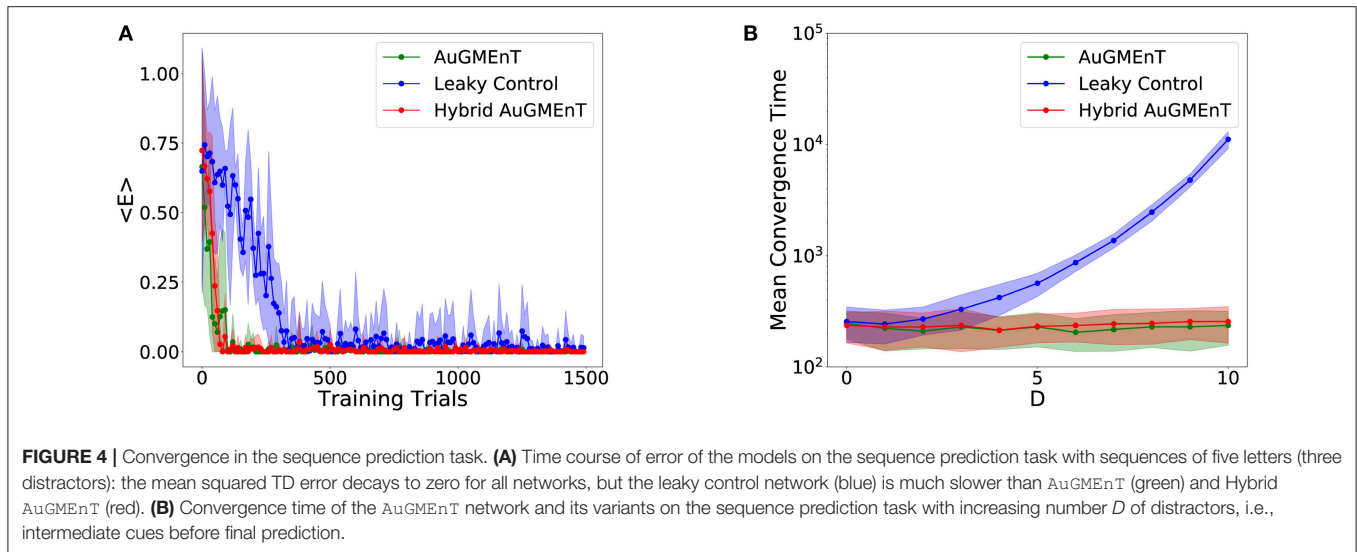 A
AuGMEnT
Leaky Control
Hybrid AuGMEnT
1.00
0.75
0.50
0.25
0.00
<E>
0
500
1000
1500
Training Trials
B
AuGMEnT
Leaky Control
Hybrid AuGMEnT
10^5
10^4
10^3
10^2
Mean Convergence Time
0
5
10
D
FIGURE 4 | Convergence in the sequence prediction task. (A) Time course of error of the models on the sequence prediction task with sequences of five letters (three
distractors): the mean squared TD error decays to zero for all networks, but the leaky control network (blue) is much slower than AuGMEnT (green) and Hybrid
AuGMEnT (red). (B) Convergence time of the AuGMEnT network and its variants on the sequence prediction task with increasing number D of distractors, i.e.,
intermediate cues before final prediction.